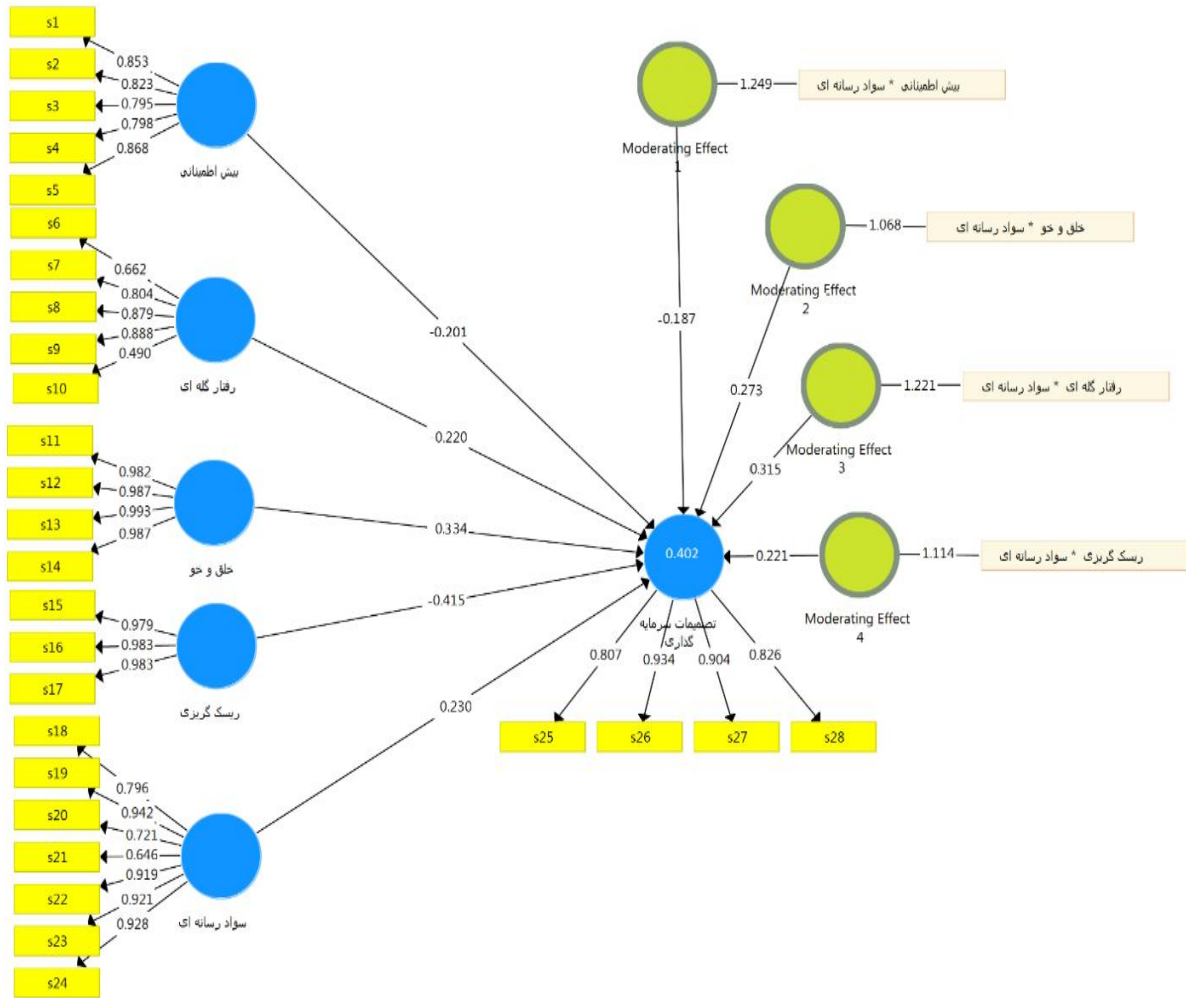 s1
s2
s3
s4
s5
0.853
0.823
0.795
0.798
0.868
بیش اطمینانی
s6
s7
s8
s9
s10
0.662
0.804
0.879
0.888
0.490
رفتار گله ای
s11
s12
s13
s14
0.982
0.987
0.993
0.987
خلق و خو
s15
s16
s17
0.979
0.983
0.983
ریسک گریزی
s18
s19
s20
s21
s22
s23
s24
0.796
0.942
0.721
0.646
0.919
0.921
0.928
سواد رسانه ای
-0.201
0.220
0.334
-0.415
0.230
Moderating Effect
1
1.249
بیش اطمینانی * سواد رسانه ای
-0.187
Moderating Effect
2
1.068
خلق و خو * سواد رسانه ای
0.273
Moderating Effect
3
1.221
رفتار گله ای * سواد رسانه ای
0.315
Moderating Effect
4
1.114
ریسک گریزی * سواد رسانه ای
0.221
0.402
تصمیمات سرمایه
گذاری
0.807
0.934
0.904
0.826
s25
s26
s27
s28